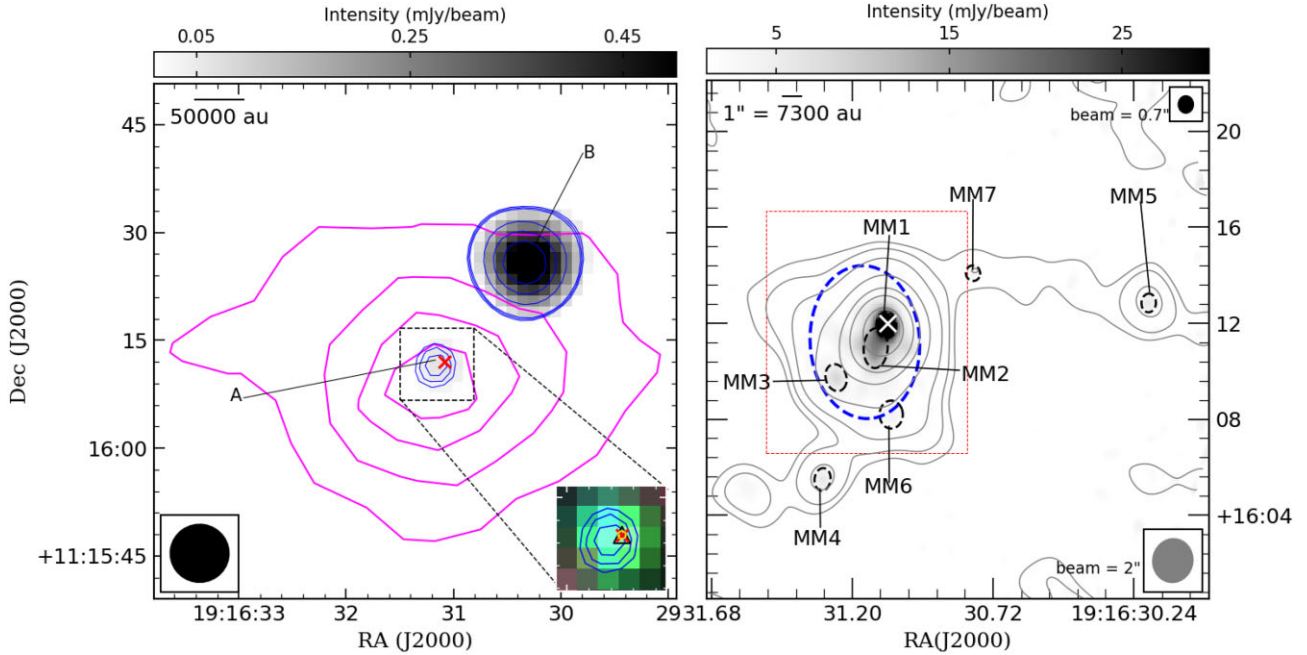 Intensity (mJy/beam)
0.05 0.25 0.45
50000 au
B
A
45
30
15
16:00
+11:15:45
Dec (J2000)
19:16:33 32 31 30 29
RA (J2000)
Intensity (mJy/beam)
5 15 25
1" = 7300 au
beam = 0.7"
MM7
MM5
MM1
MM3
MM2
MM6
MM4
beam = 2"
20
16
12
08
+16:04
31.68 31.20 30.72 19:16:30.24
RA(J2000)